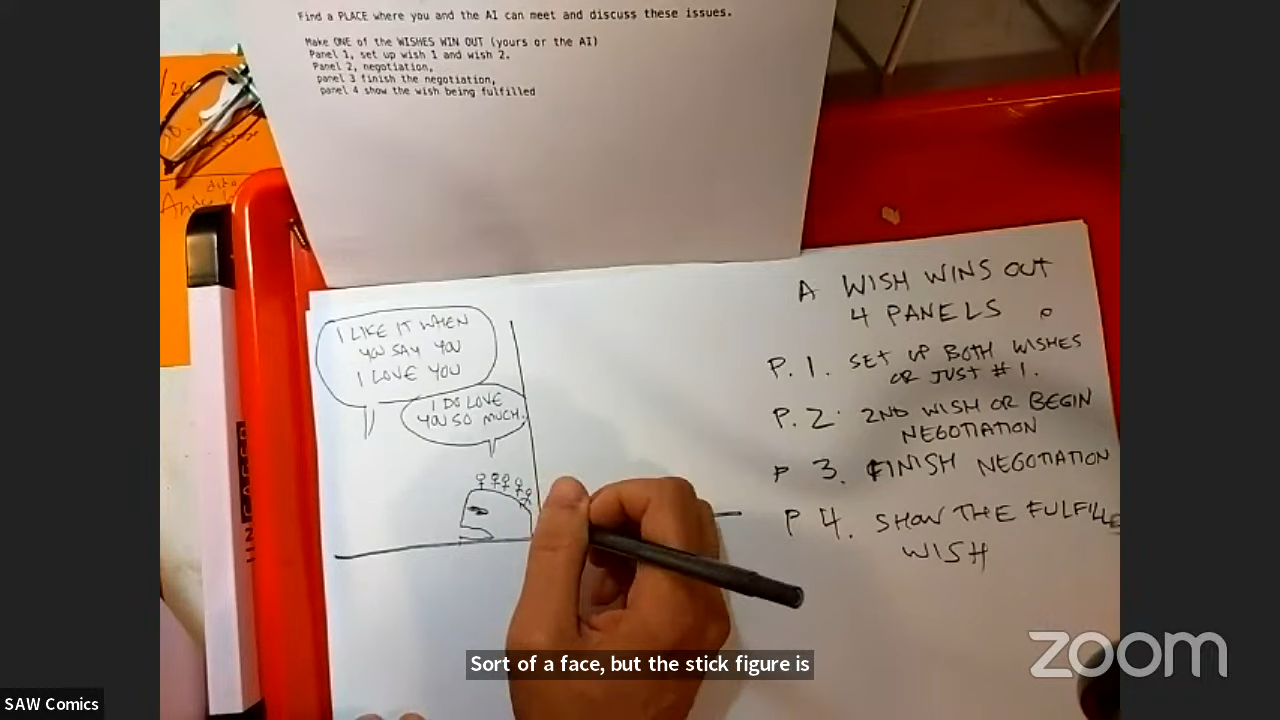 Find a PLACE where you and the AI can meet and discuss these issues.
Make ONE of the WISHES WIN OUT (yours or the AI)
Panel 1, set up wish 1 and wish 2.
Panel 2, negotiation,
panel 3 finish the negotiation,
panel 4 show the wish being fulfilled
A WISH WINS OUT
4 PANELS
P. 1. SET UP BOTH WISHES
OR JUST #1.
P. 2. 2ND WISH OR BEGIN
NEGOTIATION
P 3. FINISH NEGOTIATION
P 4. SHOW THE FULFILLE
WISH
I LIKE IT WHEN
YOU SAY YOU
I LOVE YOU
I DO LOVE
YOU SO MUCH.
Sort of a face, but the stick figure is
zoom
SAW Comics